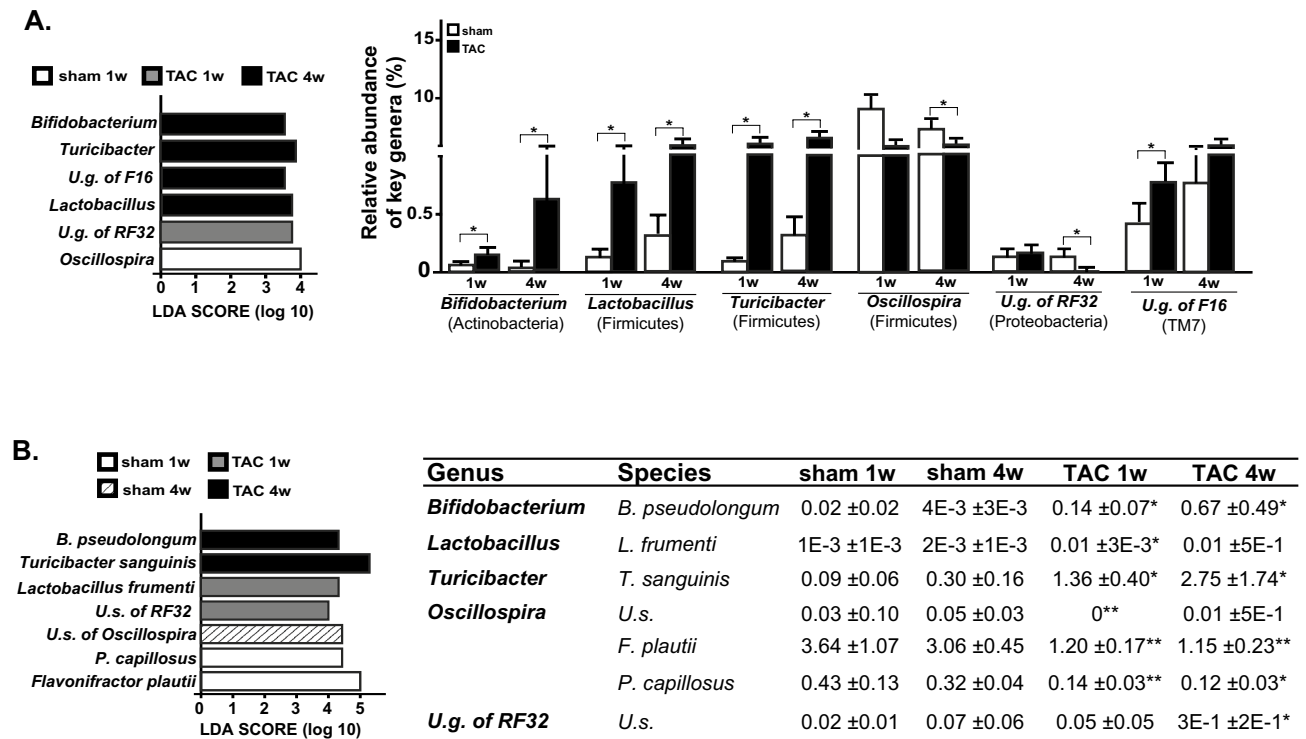 A.
sham 1w TAC 1w TAC 4w
Bifidobacterium
Turicibacter
U.g. of F16
Lactobacillus
U.g. of RF32
Oscillospira
0 1 2 3 4
LDA SCORE (log 10)
Relative abundance
of key genera (%)
sham
TAC
15
10
0.5
0
* * * * * * * * *
1w 4w 1w 4w 1w 4w 1w 4w 1w 4w 1w 4w
Bifidobacterium Lactobacillus Turicibacter Oscillospira U.g. of RF32 U.g. of F16
(Actinobacteria) (Firmicutes) (Firmicutes) (Firmicutes) (Proteobacteria) (TM7)
B.
sham 1w TAC 1w
sham 4w TAC 4w
B. pseudolongum
Turicibacter sanguinis
Lactobacillus frumenti
U.s. of RF32
U.s. of Oscillospira
P. capillosus
Flavonifractor plautii
0 1 2 3 4 5
LDA SCORE (log 10)
Genus Species sham 1w sham 4w TAC 1w TAC 4w
Bifidobacterium B. pseudolongum 0.02 ±0.02 4E-3 ±3E-3 0.14 ±0.07* 0.67 ±0.49*
Lactobacillus L. frumenti 1E-3 ±1E-3 2E-3 ±1E-3 0.01 ±3E-3* 0.01 ±5E-1
Turicibacter T. sanguinis 0.09 ±0.06 0.30 ±0.16 1.36 ±0.40* 2.75 ±1.74*
Oscillospira U.s. 0.03 ±0.10 0.05 ±0.03 0** 0.01 ±5E-1
F. plautii 3.64 ±1.07 3.06 ±0.45 1.20 ±0.17** 1.15 ±0.23**
P. capillosus 0.43 ±0.13 0.32 ±0.04 0.14 ±0.03** 0.12 ±0.03*
U.g. of RF32 U.s. 0.02 ±0.01 0.07 ±0.06 0.05 ±0.05 3E-1 ±2E-1*